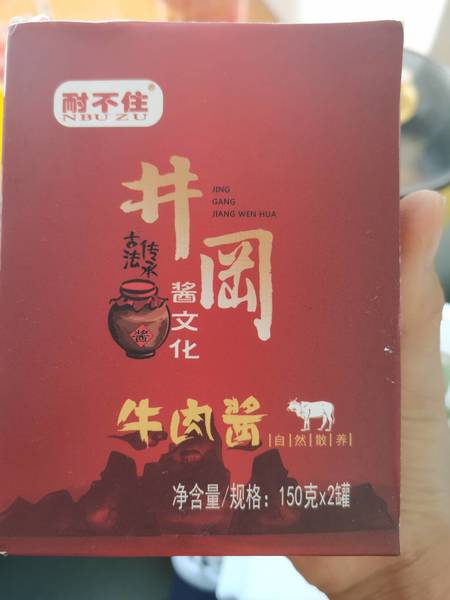 耐不住®
NBU ZU
井冈
JING
GANG
JIANG WEN HUA
古法
传承
酱
酱文化
牛肉酱
自然散养
净含量/规格：150克x2罐